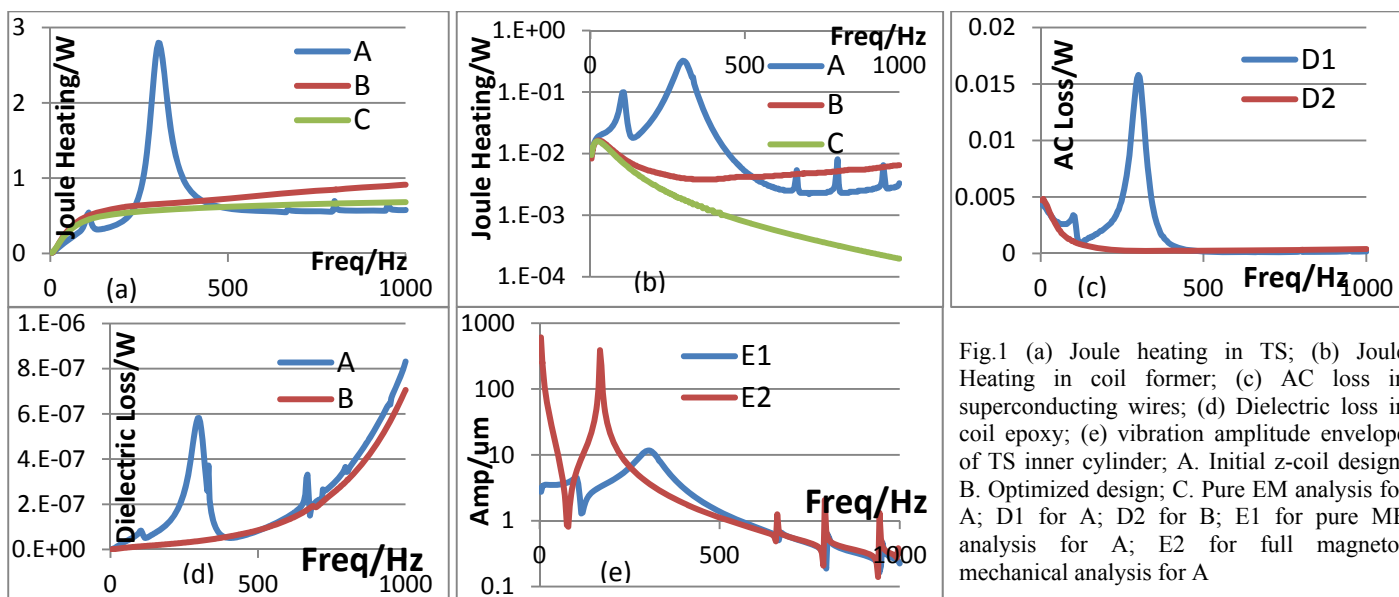 3
2
1
0
Joule Heating/W
A
B
C
Freq/Hz
0
500
1000
(a)
1.E+00
1.E-01
1.E-02
1.E-03
1.E-04
Joule Heating/W
Freq/Hz
0
500
1000
A
B
C
(b)
0.02
0.015
0.01
0.005
0
AC Loss/W
D1
D2
Freq/Hz
0
500
1000
(c)
1.E-06
8.E-07
6.E-07
4.E-07
2.E-07
0.E+00
Dielectric Loss/W
A
B
Freq/Hz
0
500
1000
(d)
1000
100
10
1
0.1
Amp/um
E1
E2
Freq/Hz
0
500
1000
(e)
Fig.1 (a) Joule heating in TS; (b) Joule
Heating in coil former; (c) AC loss in
superconducting wires; (d) Dielectric loss in
coil epoxy; (e) vibration amplitude envelope
of TS inner cylinder; A. Initial z-coil design
B. Optimized design; C. Pure EM analysis fo
A; D1 for A; D2 for B; E1 for pure ME
analysis for A; E2 for full magneto
mechanical analysis for A